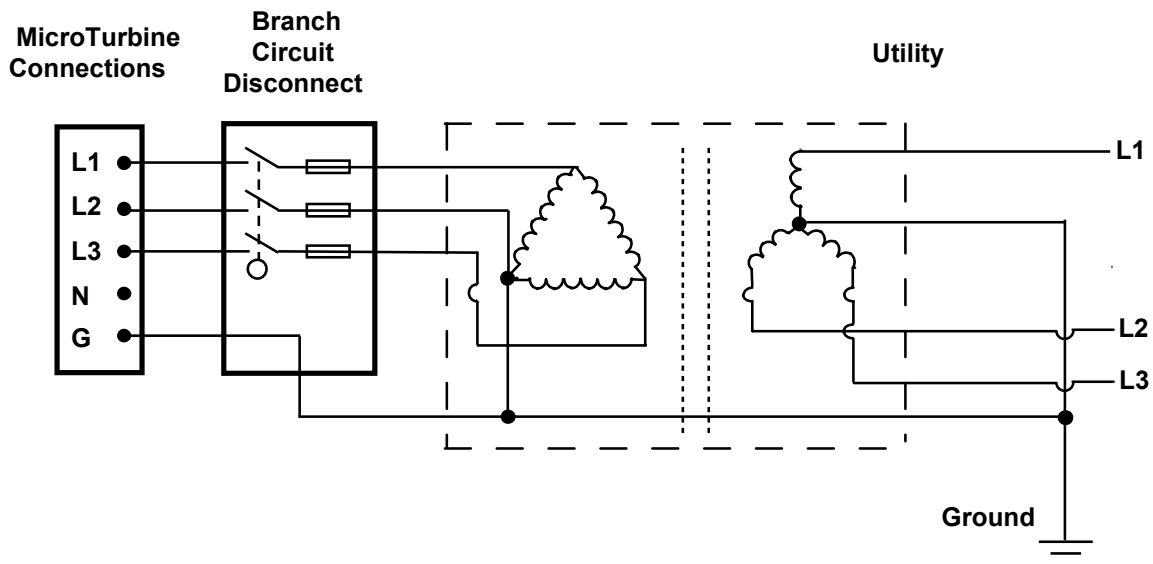 MicroTurbine
Connections
Branch
Circuit
Disconnect
Utility
L1
L2
L3
N
G
L1
L2
L3
Ground